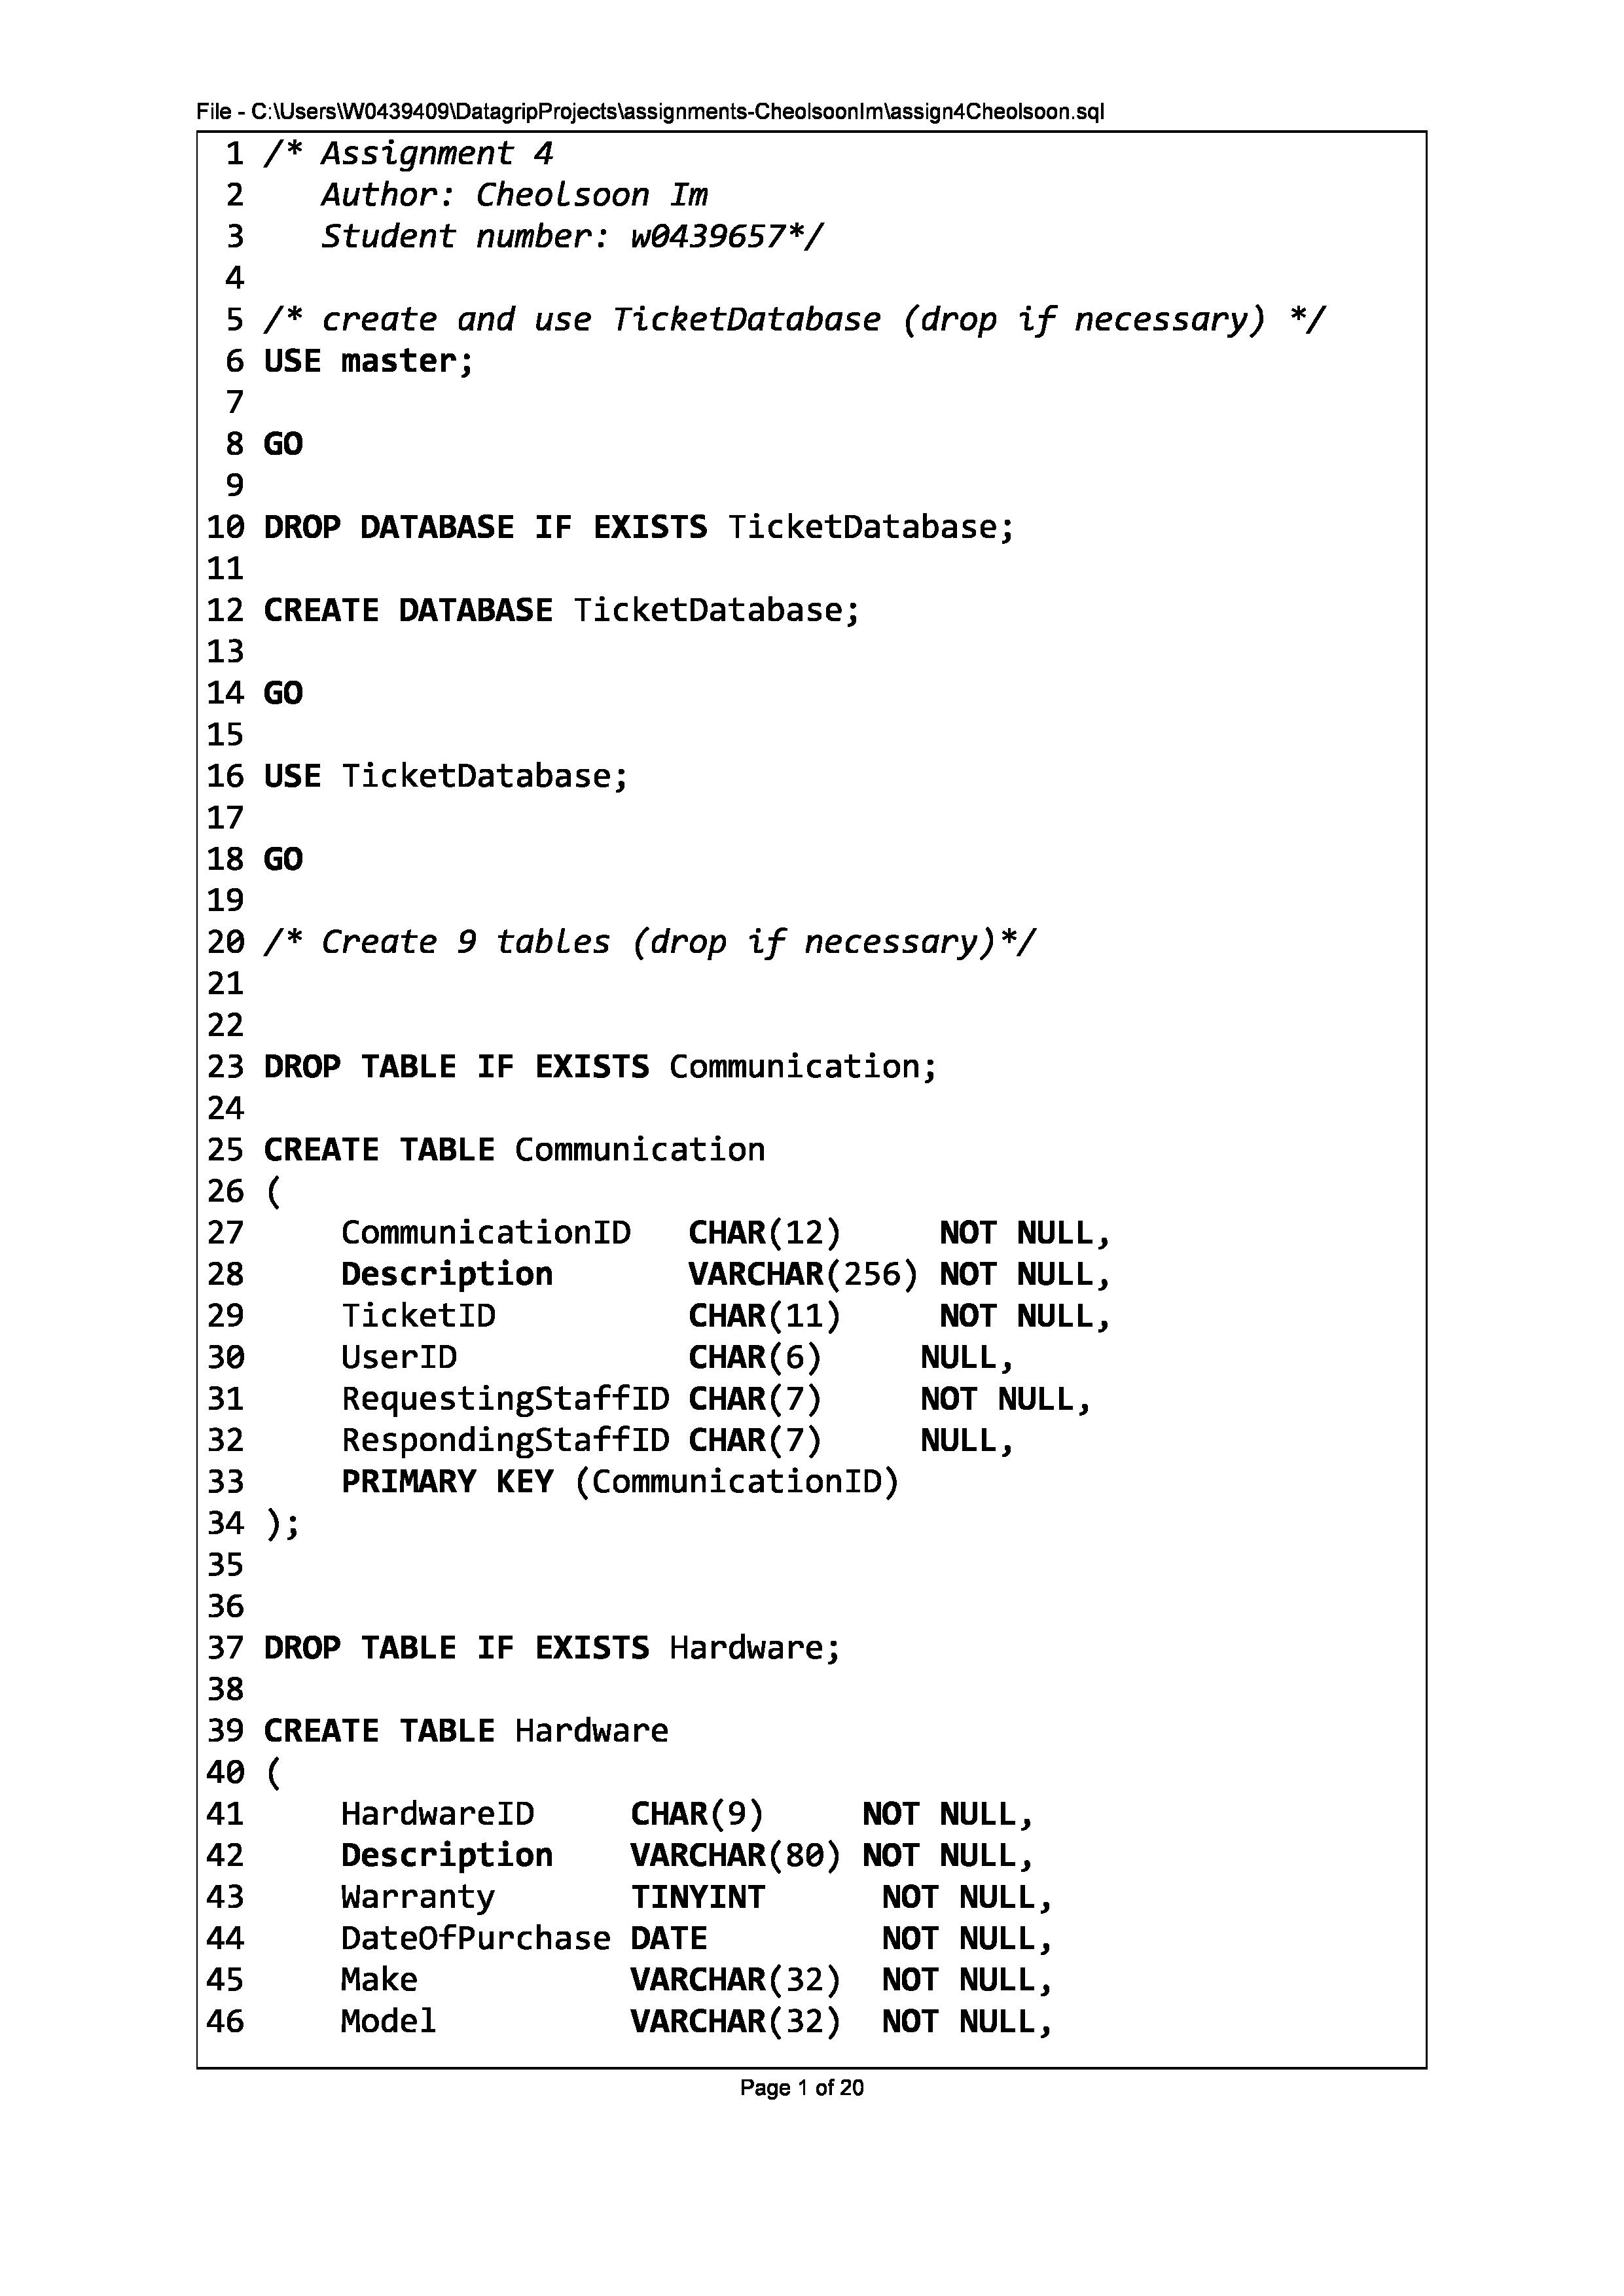 File - C:\Users\W0439409\DatagripProjects\assignments-CheolsoonIm\assign4Cheolsoon.sql
1 /* Assignment 4
2    Author: Cheolsoon Im
3    Student number: w0439657*/
4
5 /* create and use TicketDatabase (drop if necessary) */
6 USE master;
7
8 GO
9
10 DROP DATABASE IF EXISTS TicketDatabase;
11
12 CREATE DATABASE TicketDatabase;
13
14 GO
15
16 USE TicketDatabase;
17
18 GO
19
20 /* Create 9 tables (drop if necessary)*/
21
22
23 DROP TABLE IF EXISTS Communication;
24
25 CREATE TABLE Communication
26 (
27     CommunicationID   CHAR(12)     NOT NULL,
28     Description       VARCHAR(256) NOT NULL,
29     TicketID          CHAR(11)     NOT NULL,
30     UserID            CHAR(6)     NULL,
31     RequestingStaffID CHAR(7)     NOT NULL,
32     RespondingStaffID CHAR(7)     NULL,
33     PRIMARY KEY (CommunicationID)
34 );
35
36
37 DROP TABLE IF EXISTS Hardware;
38
39 CREATE TABLE Hardware
40 (
41     HardwareID     CHAR(9)     NOT NULL,
42     Description    VARCHAR(80) NOT NULL,
43     Warranty       TINYINT      NOT NULL,
44     DateOfPurchase DATE         NOT NULL,
45     Make           VARCHAR(32)  NOT NULL,
46     Model          VARCHAR(32)  NOT NULL,
Page 1 of 20